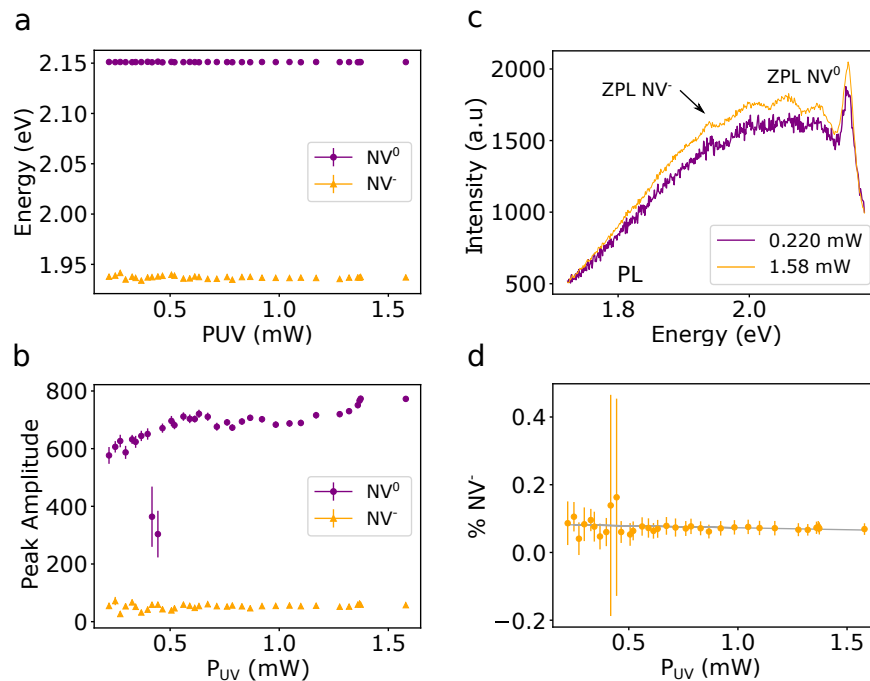 a
2.15
2.10
2.05
2.00
1.95
Energy (eV)
NV⁰
NV⁻
0.5
1.0
1.5
PUV (mW)
b
800
600
400
200
0
Peak Amplitude
NV⁰
NV⁻
0.5
1.0
1.5
P_UV (mW)
c
2000
1500
1000
500
Intensity (a.u)
ZPL NV⁻
ZPL NV⁰
PL
0.220 mW
1.58 mW
1.8
2.0
Energy (eV)
d
0.4
0.2
0.0
−0.2
% NV⁻
0.5
1.0
1.5
P_UV (mW)